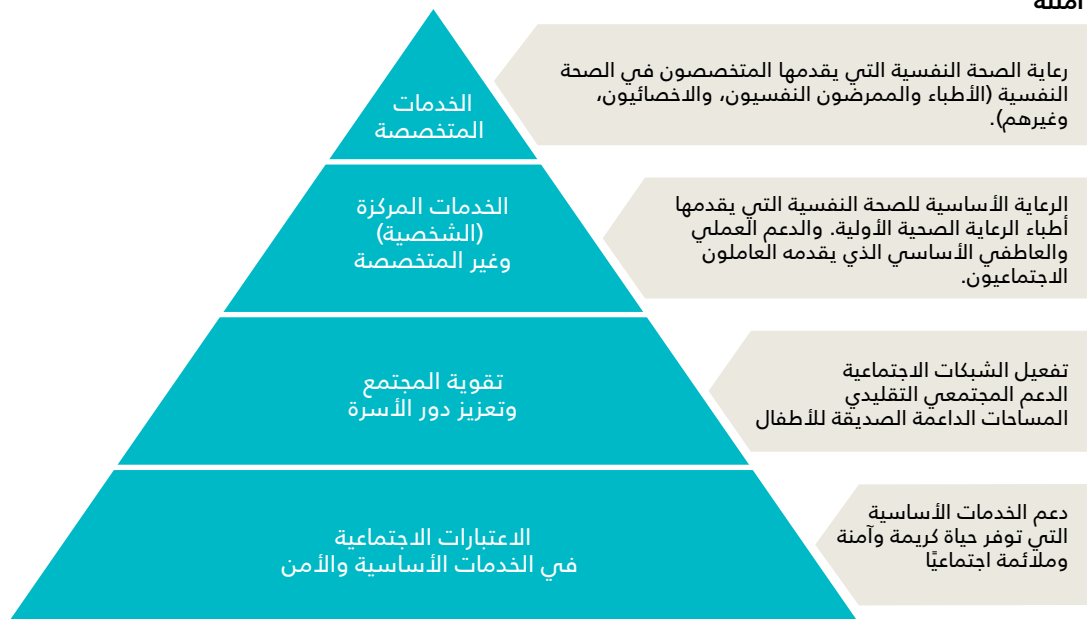 أمثلة
الخدمات
المتخصصة
رعاية الصحة النفسية التي يقدمها المتخصصون في الصحة
النفسية (الأطباء والممرضون النفسيون، والاخصائيون،
وغيرهم).
الخدمات المركزة
(الشخصية)
وغير المتخصصة
الرعاية الأساسية للصحة النفسية التي يقدمها
أطباء الرعاية الصحية الأولية. والدعم العملي
والعاطفي الأساسي الذي يقدمه العاملون
الاجتماعيون.
تقوية المجتمع
وتعزيز دور الأسرة
تفعيل الشبكات الاجتماعية
الدعم المجتمعي التقليدي
المساحات الداعمة الصديقة للأطفال
الاعتبارات الاجتماعية
في الخدمات الأساسية والأمن
دعم الخدمات الأساسية
التي توفر حياة كريمة وآمنة
وملائمة اجتماعيًا